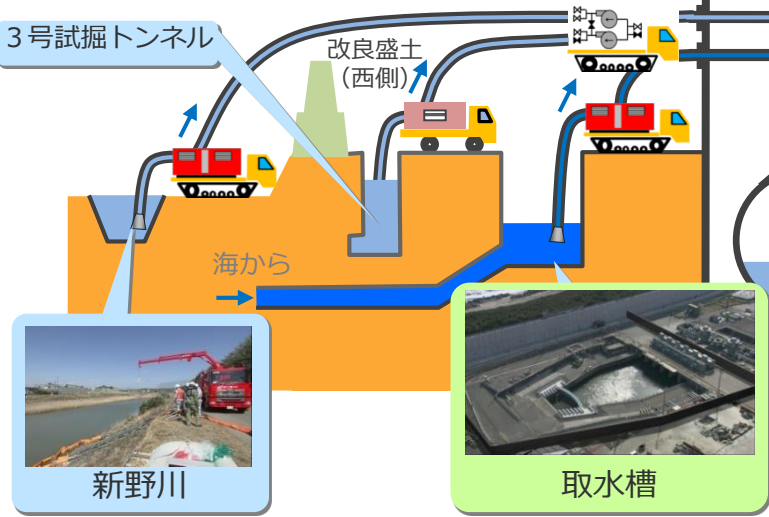 3号試掘トンネル
改良盛土
（西側）
海から
新野川
取水槽